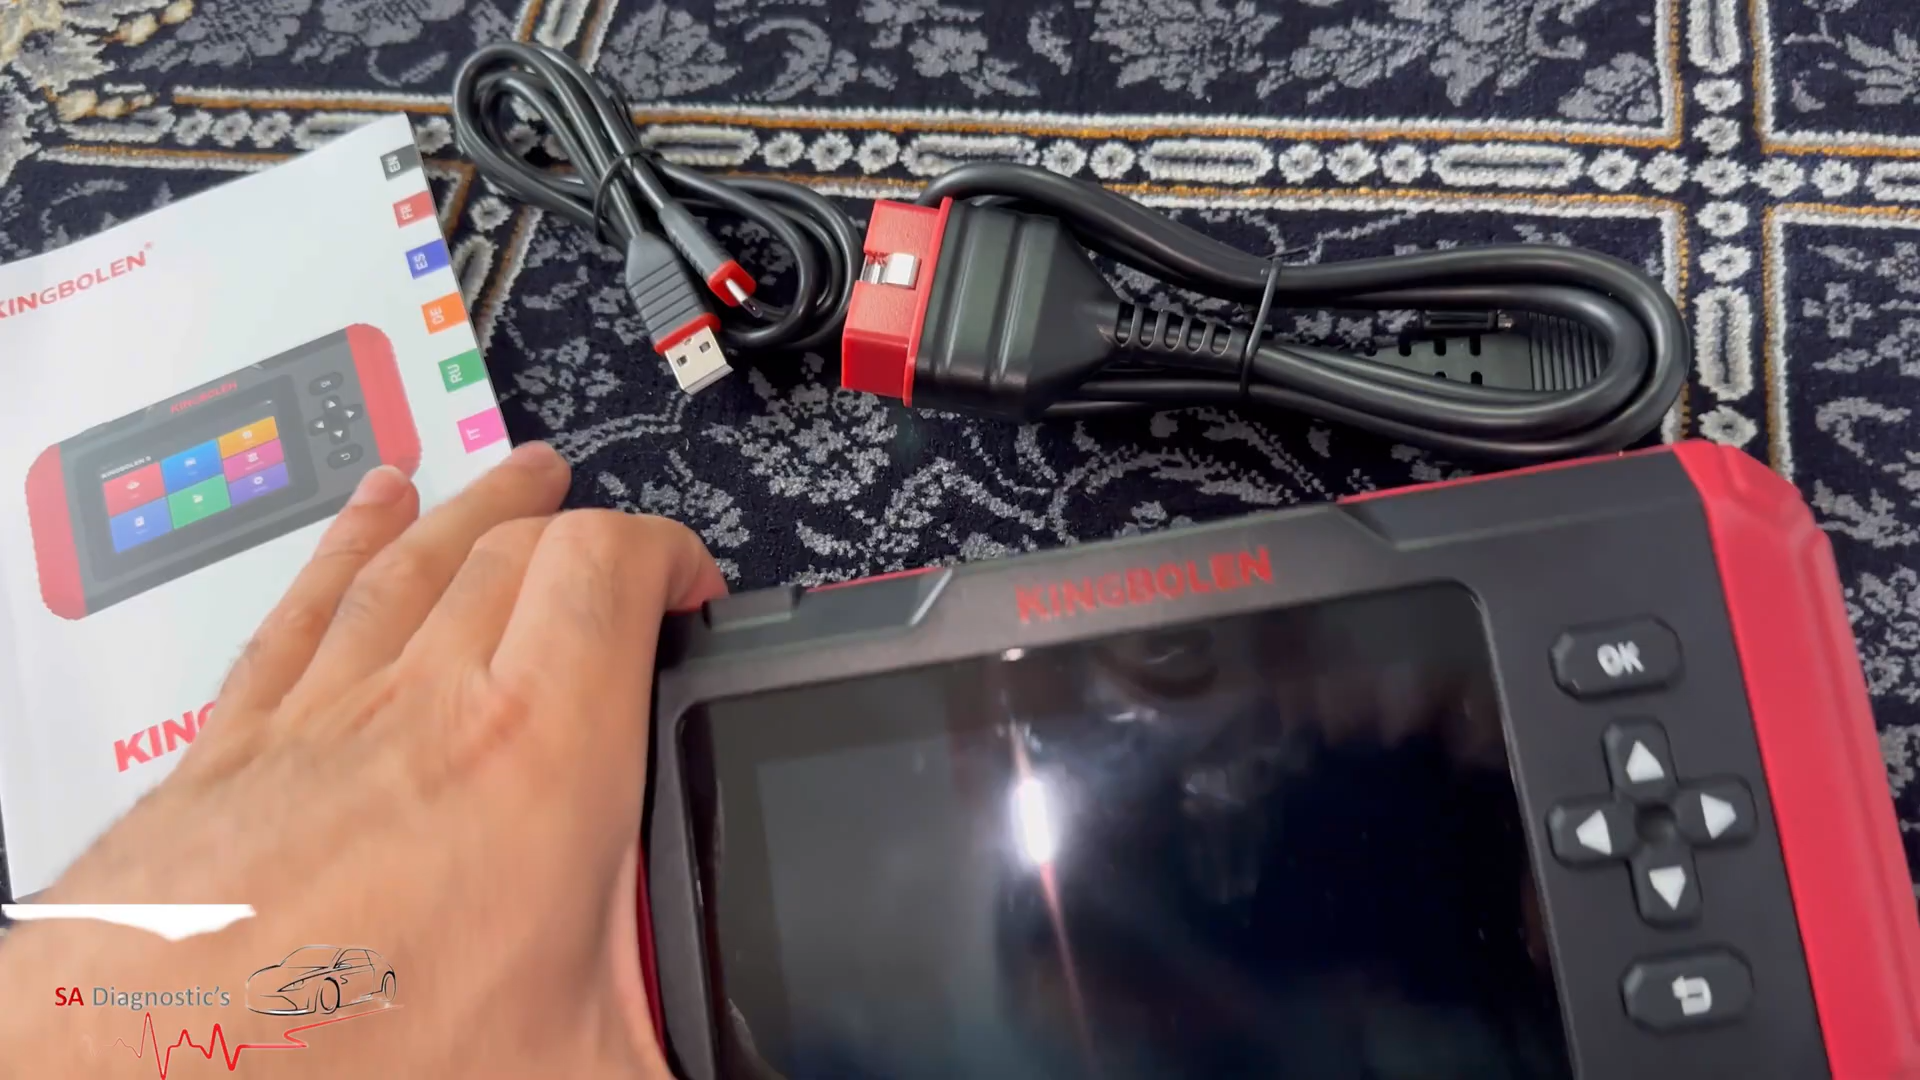 KINGBOLEN®
EN
FR
ES
DE
RU
IT
KINGBOLEN
KINGBOLEN
OK
SA Diagnostic's